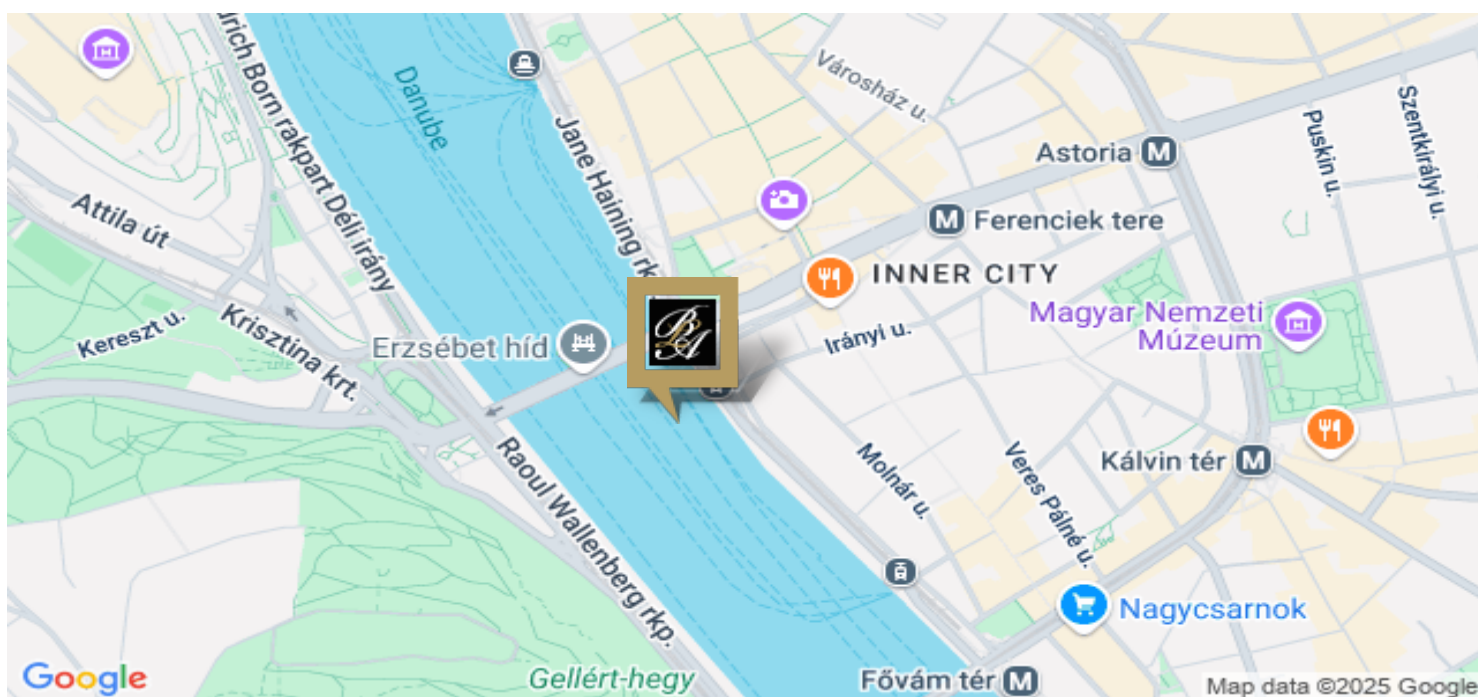 drich Born rakpart Déli irány
Danube
Jane Haining rk
Városház u.
Astoria M
Puskin u.
Szentkirályi u.
M Ferenciek tere
Attila út
INNER CITY
Magyar Nemzeti
Múzeum
Kereszt u.
Krisztina krt.
Erzsébet híd
Irányi u.
Raoul Wallenberg rkp.
Molnár u.
Veres Pálné u.
Kálvin tér M
Nagycsarnok
Gellért-hegy
Fővám tér M
Google
Map data ©2025 Google